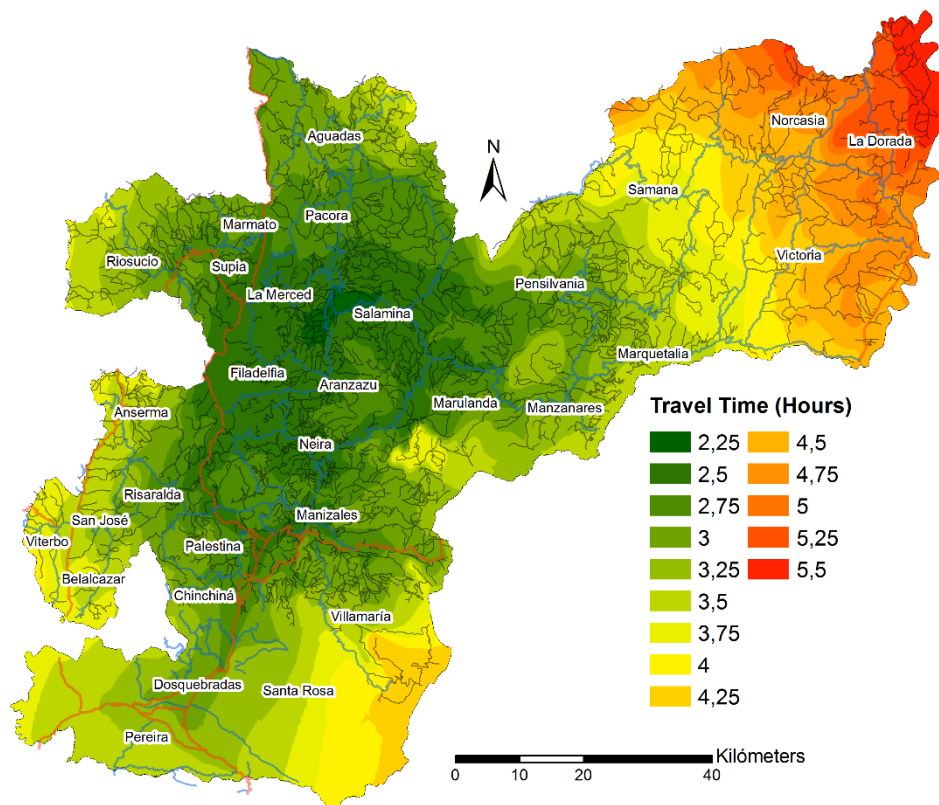 Aguadas
N
Norcasia
La Dorada
Samana
Pacora
Marmato
Riosucio
Supia
Victoria
La Merced
Pensilvania
Salamina
Marquetalia
Filadelfia
Aranzazu
Marulanda
Manzanares
Anserma
Neira
Risaralda
San José
Manizales
Viterbo
Palestina
Belalcazar
Chinchiná
Villamaría
Dosquebradas
Santa Rosa
Pereira
Travel Time (Hours)
2,25
2,5
2,75
3
3,25
3,5
3,75
4
4,25
4,5
4,75
5
5,25
5,5
Kilómeters
0 10 20 40